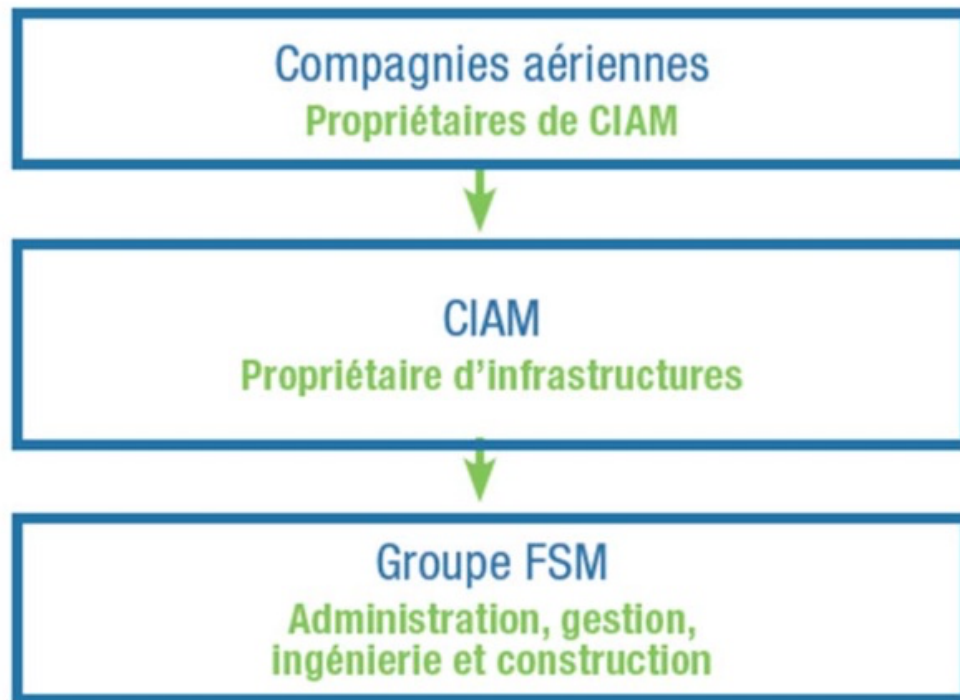 Compagnies aériennes
Propriétaires de CIAM
CIAM
Propriétaire d’infrastructures
Groupe FSM
Administration, gestion,
ingénierie et construction